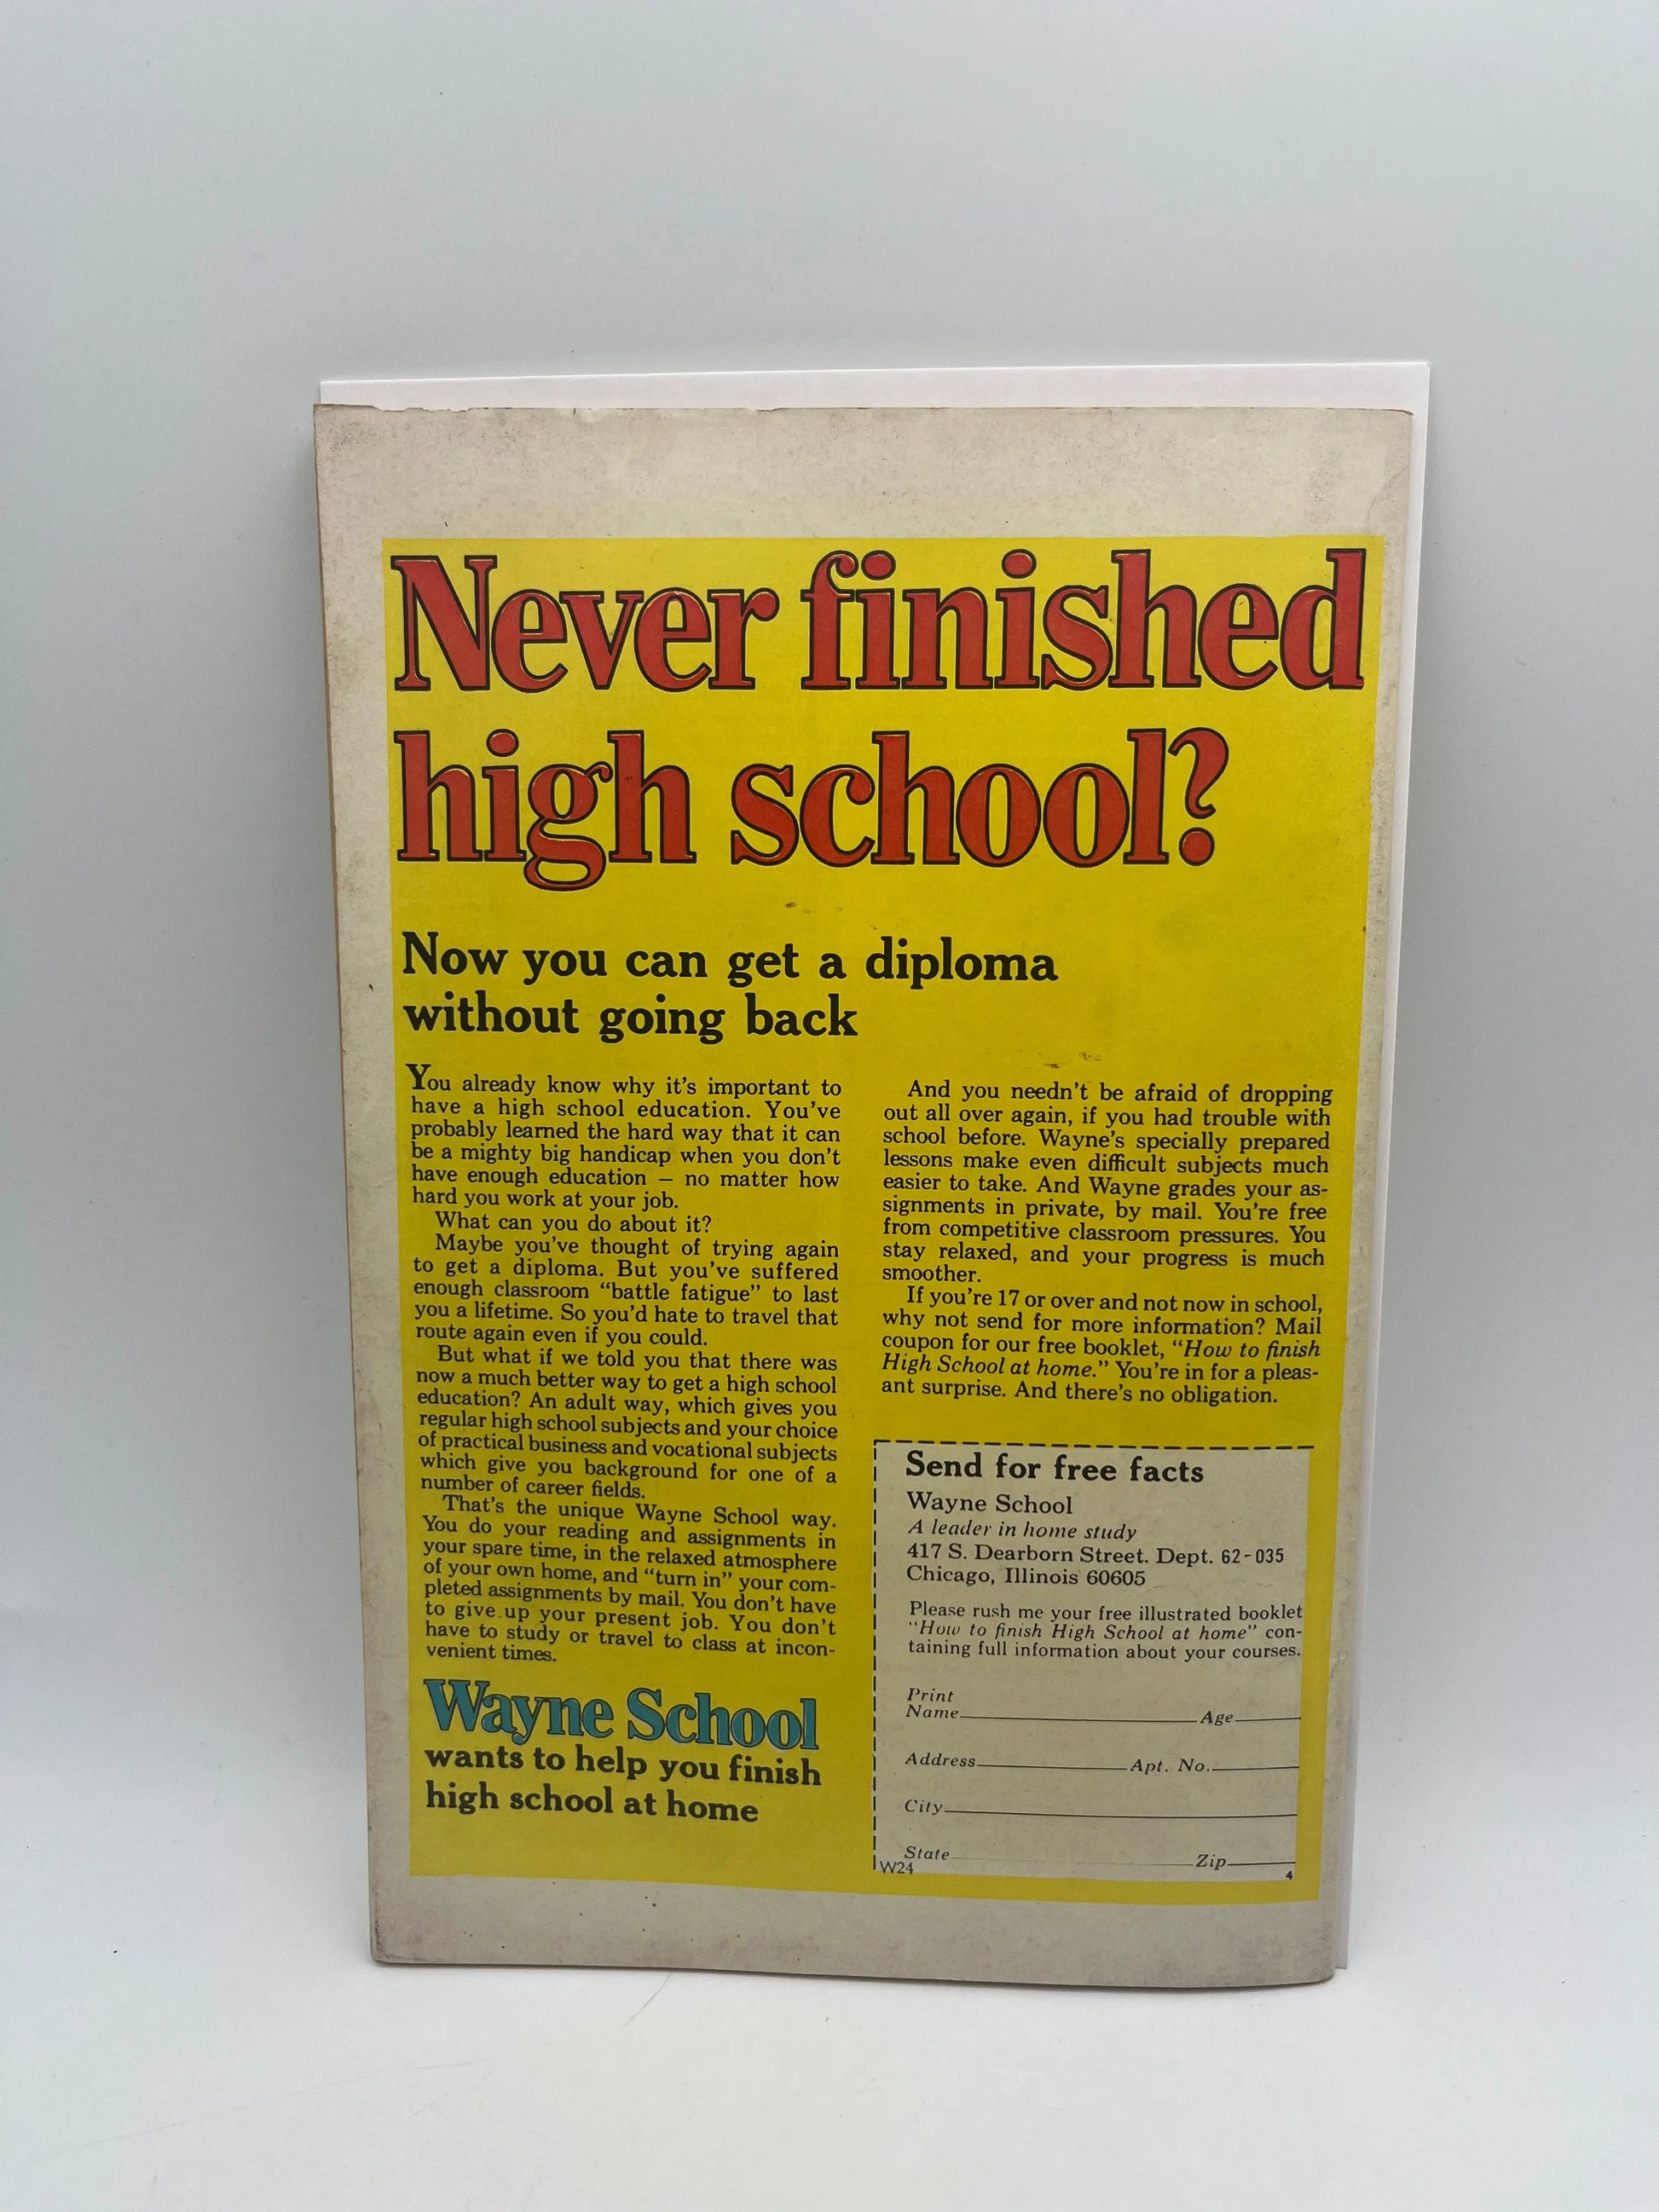 Never finished
high school?
Now you can get a diploma
without going back
You already know why it's important to
have a high school education. You've
probably learned the hard way that it can
be a mighty big handicap when you don't
have enough education — no matter how
hard you work at your job.
What can you do about it?
Maybe you've thought of trying again
to get a diploma. But you've suffered
enough classroom "battle fatigue" to last
you a lifetime. So you'd hate to travel that
route again even if you could.
But what if we told you that there was
now a much better way to get a high school
education? An adult way, which gives you
regular high school subjects and your choice
of practical business and vocational subjects
which give you background for one of a
number of career fields.
That's the unique Wayne School way.
You do your reading and assignments in
your spare time, in the relaxed atmosphere
of your own home, and "turn in" your com-
pleted assignments by mail. You don't have
to give up your present job. You don't
have to study or travel to class at incon-
venient times.
Wayne School
wants to help you finish
high school at home
And you needn't be afraid of dropping
out all over again, if you had trouble with
school before. Wayne's specially prepared
lessons make even difficult subjects much
easier to take. And Wayne grades your as-
signments in private, by mail. You're free
from competitive classroom pressures. You
stay relaxed, and your progress is much
smoother.
If you're 17 or over and not now in school,
why not send for more information? Mail
coupon for our free booklet, "How to finish
High School at home." You're in for a pleas-
ant surprise. And there's no obligation.
Send for free facts
Wayne School
A leader in home study
417 S. Dearborn Street. Dept. 62-035
Chicago, Illinois 60605
Please rush me your free illustrated booklet
"How to finish High School at home" con-
taining full information about your courses.
Print
Name Age
Address Apt. No.
City
State Zip
W24 4